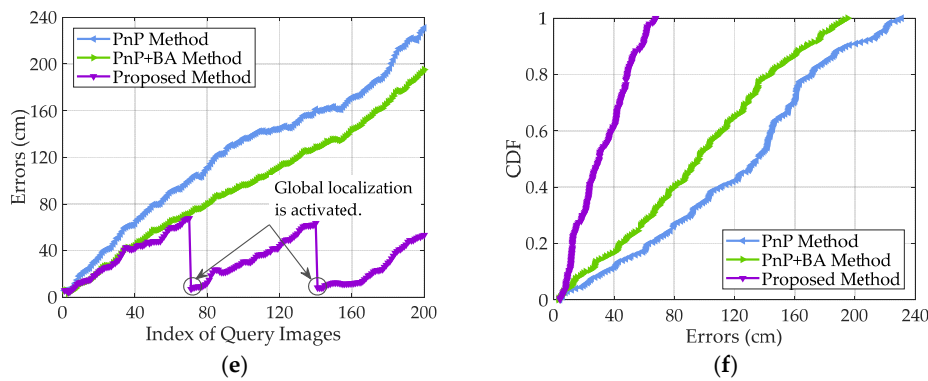 240
200
160
120
80
40
0
Errors (cm)
PnP Method
PnP+BA Method
Proposed Method
Global localization
is activated.
0 40 80 120 160 200
Index of Query Images
(e)
1
0.8
0.6
0.4
0.2
0
CDF
PnP Method
PnP+BA Method
Proposed Method
0 40 80 120 160 200 240
Errors (cm)
(f)